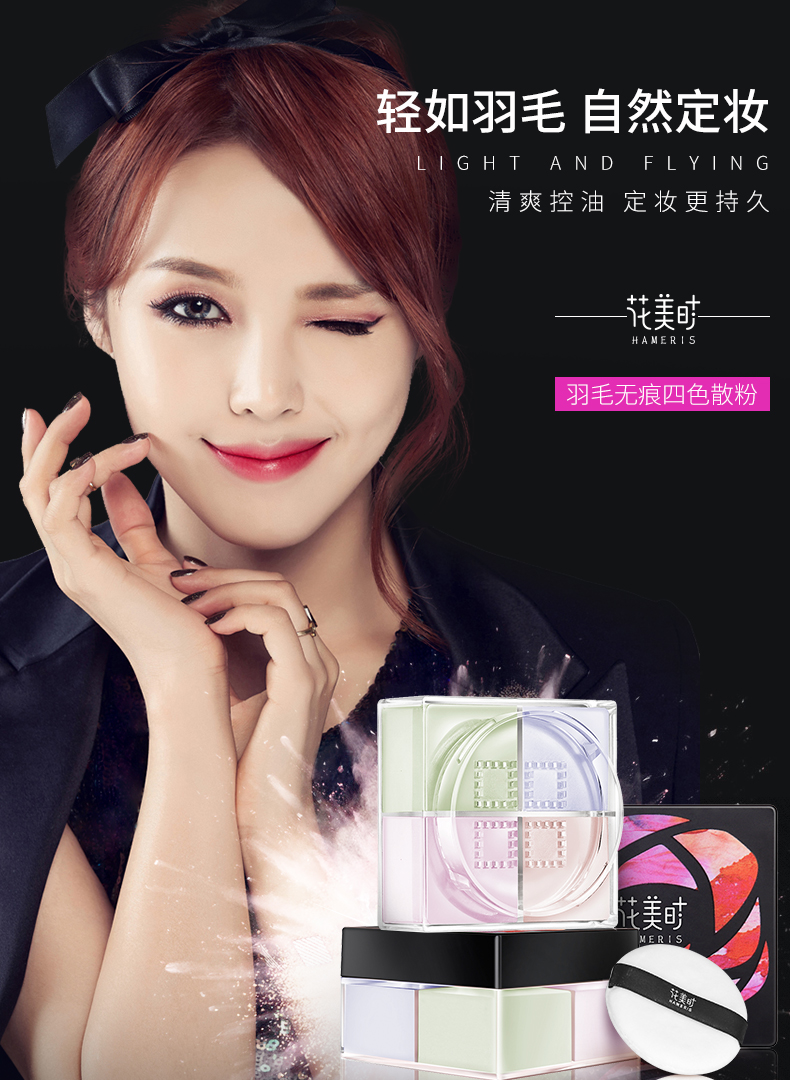 轻如羽毛 自然定妆
LIGHT AND FLYING
清爽控油 定妆更持久
花美时
HAMERIS
羽毛无痕四色散粉
花美时
HAMERIS
花美时
HAMERIS